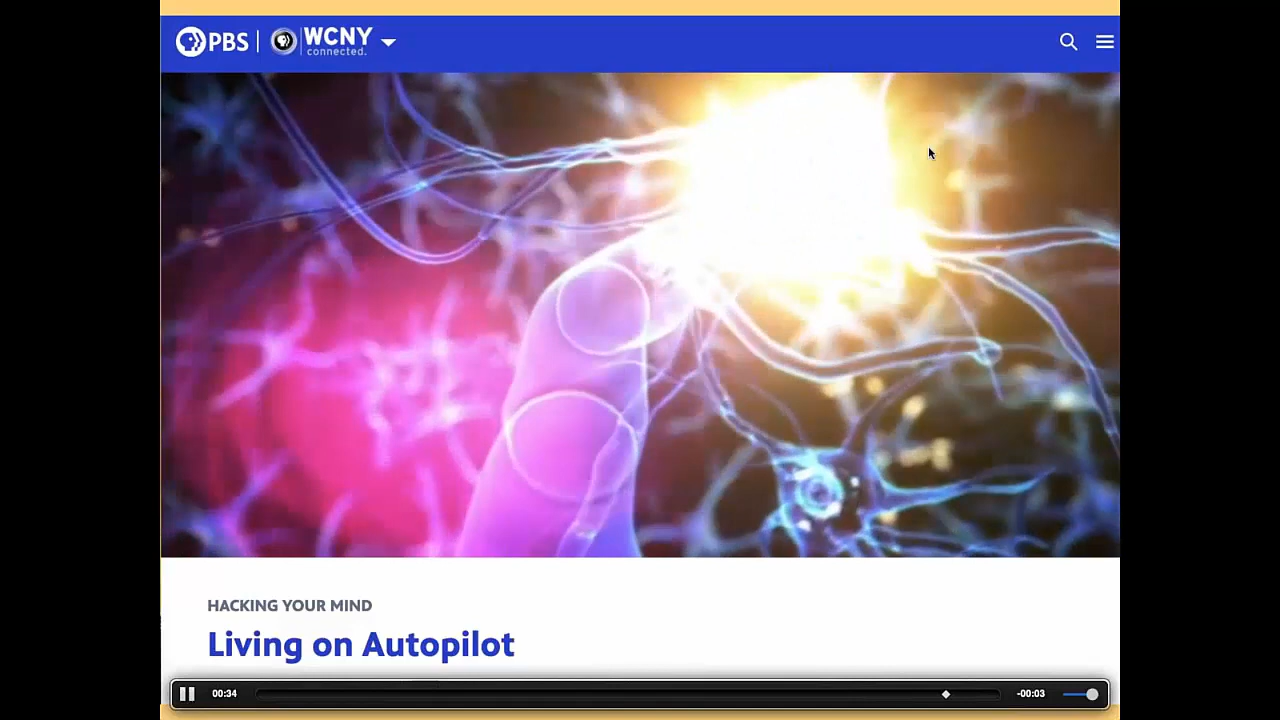 PBS | WCNY
connected.
HACKING YOUR MIND
Living on Autopilot
00:34 -00:03